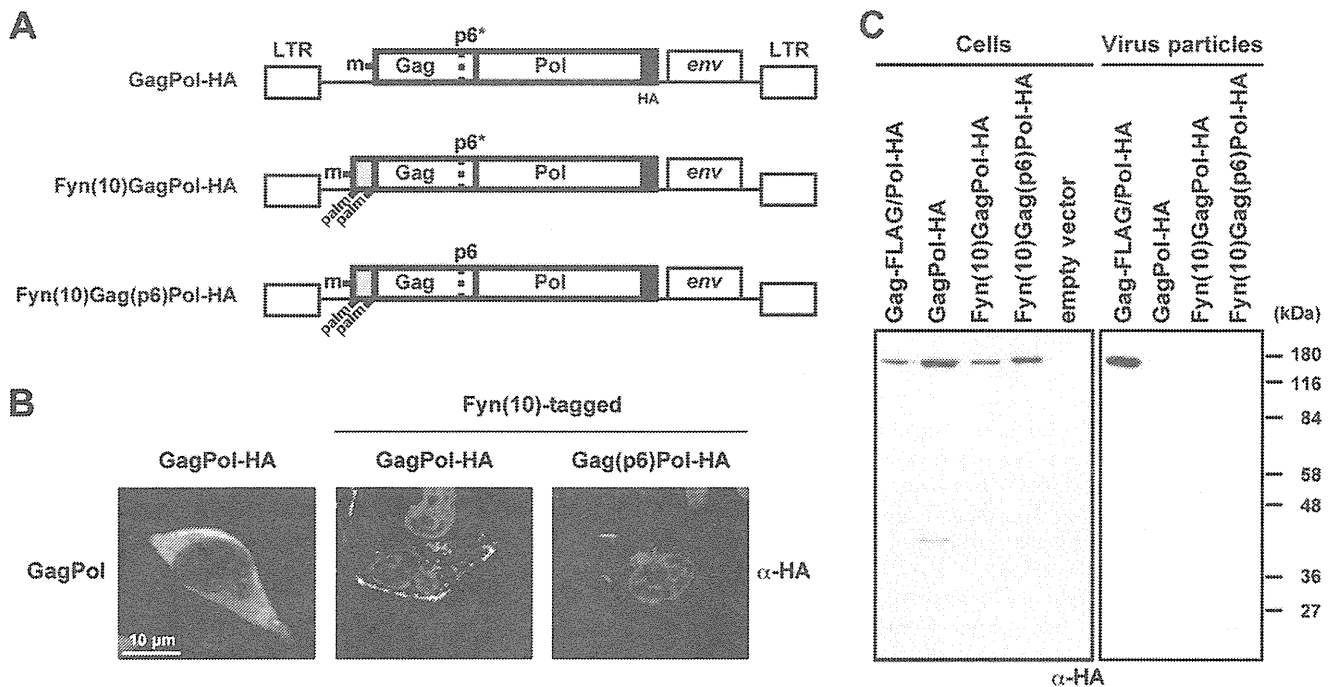 A
LTR
p6*
LTR
GagPol-HA
m
Gag
Pol
env
HA
p6*
Fyn(10)GagPol-HA
m
Gag
Pol
env
palm
palm
p6
Fyn(10)Gag(p6)Pol-HA
m
Gag
Pol
env
palm
palm
B
Fyn(10)-tagged
GagPol-HA
GagPol-HA
Gag(p6)Pol-HA
GagPol
α-HA
10 μm
C
Cells
Virus particles
Gag-FLAG/Pol-HA
GagPol-HA
Fyn(10)GagPol-HA
Fyn(10)Gag(p6)Pol-HA
empty vector
Gag-FLAG/Pol-HA
GagPol-HA
Fyn(10)GagPol-HA
Fyn(10)Gag(p6)Pol-HA
(kDa)
180
116
84
58
48
36
27
α-HA